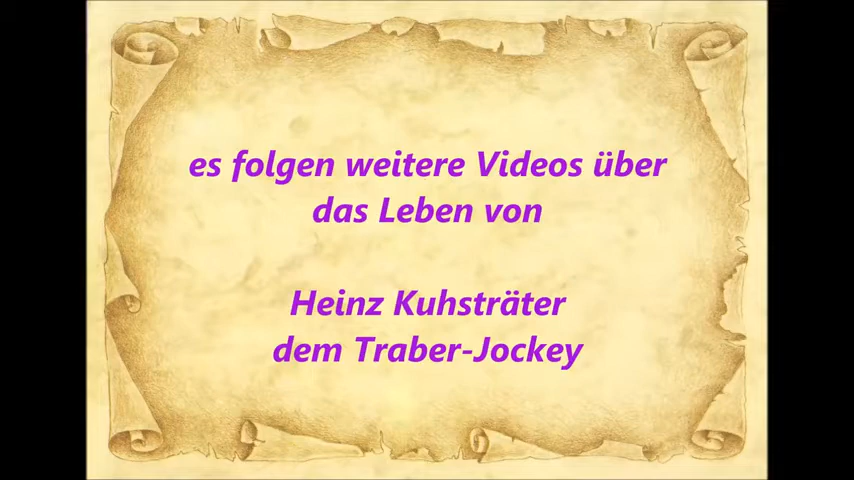 es folgen weitere Videos über
das Leben von
Heinz Kuhsträter
dem Traber-Jockey